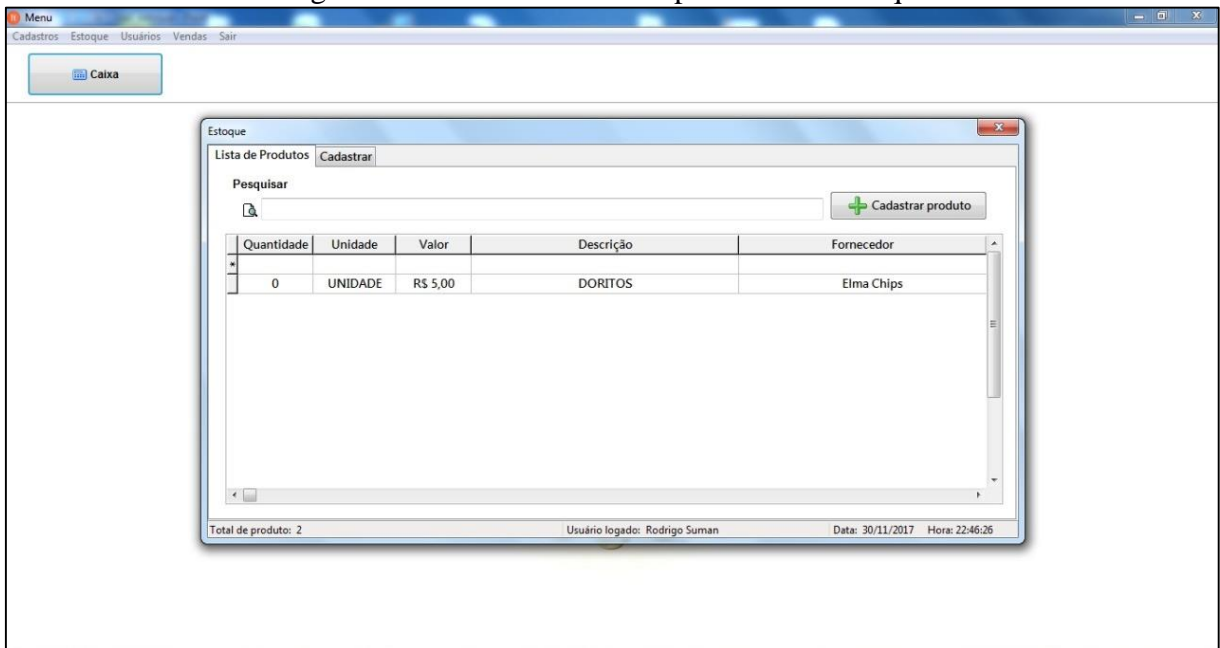 Menu
Cadastros Estoque Usuários Vendas Sair
Caixa
Estoque
Lista de Produtos Cadastrar
Pesquisar
Cadastrar produto
Quantidade Unidade Valor Descrição Fornecedor
*
0 UNIDADE R$ 5,00 DORITOS Elma Chips
Total de produto: 2 Usuário logado: Rodrigo Suman Data: 30/11/2017 Hora: 22:46:26